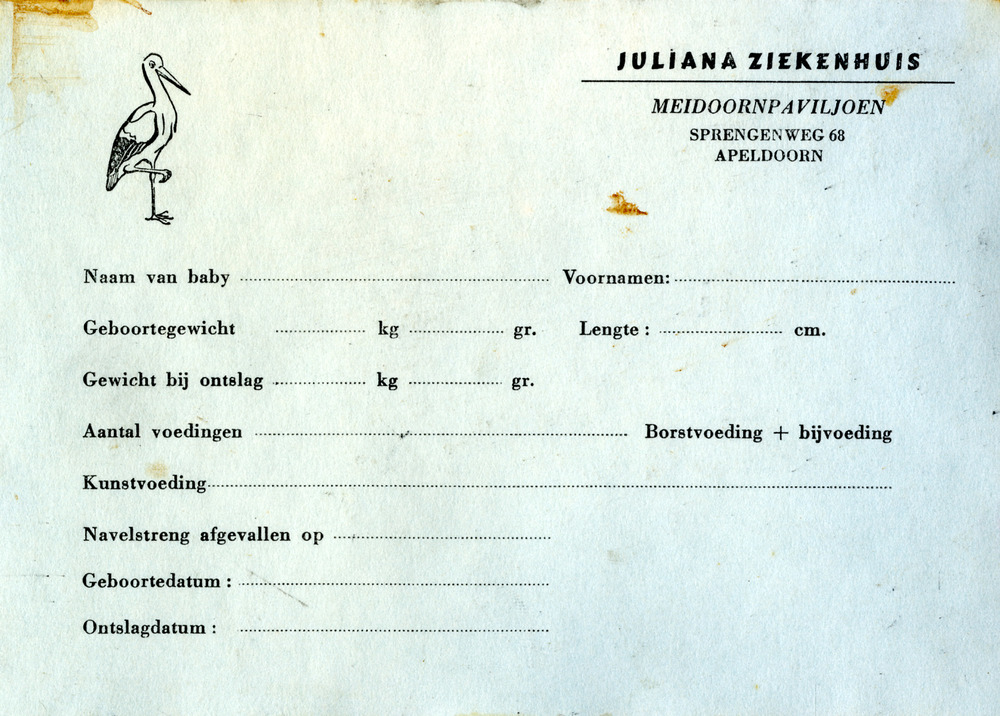 JULIANA ZIEKENHUIS
MEIDOORNPAVILJOEN
SPRENGENWEG 68
APELDOORN
Naam van baby ........ Voornamen: ........
Geboortegewicht ........ kg ........ gr. Lengte : ........ cm.
Gewicht bij ontslag ........ kg ........ gr.
Aantal voedingen ........ Borstvoeding + bijvoeding
Kunstvoeding ........
Navelstreng afgevallen op ........
Geboortedatum : ........
Ontslagdatum : ........